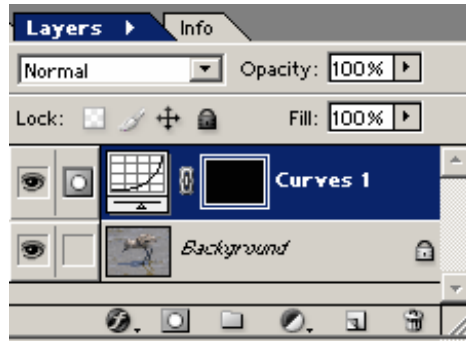 Layers Info
Normal Opacity: 100%
Lock: Fill: 100%
Curves 1
Background